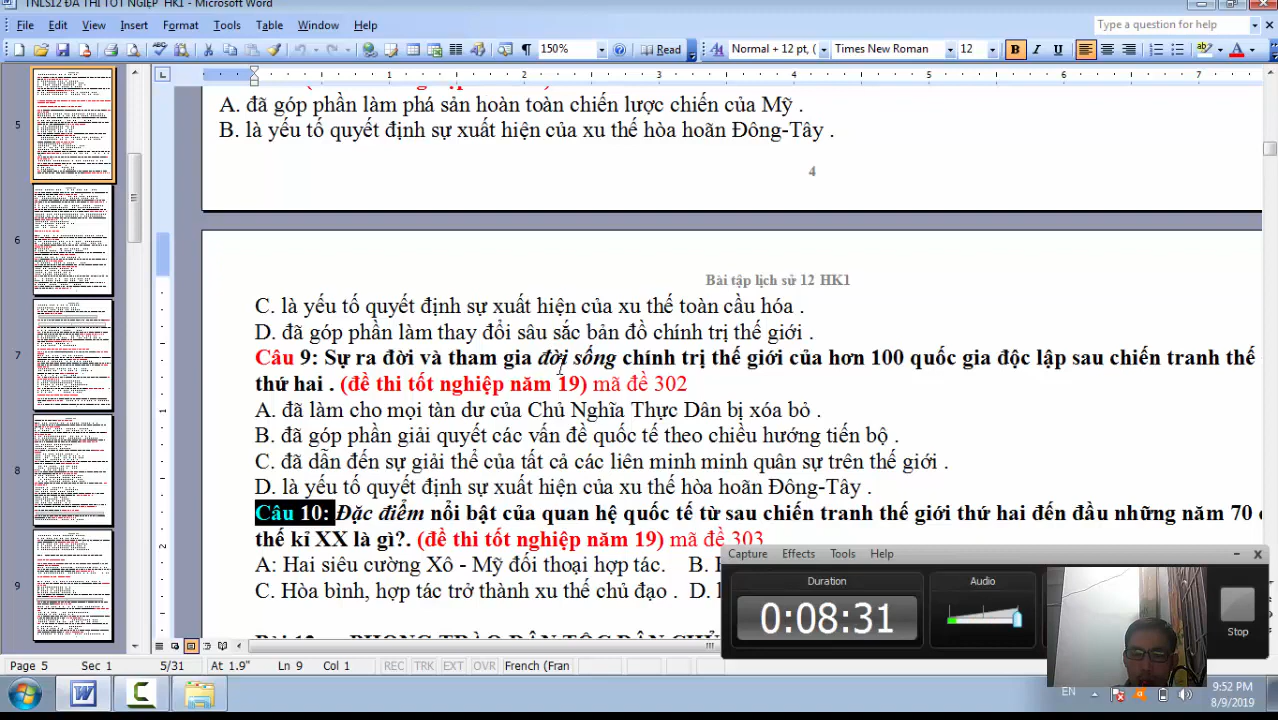 TNLS12 ĐA THI TỐT NGIỆP HK1 - Microsoft Word
File Edit View Insert Format Tools Table Window Help
Type a question for help
150% Read Normal + 12 pt, ( Times New Roman 12 B I U
1 2 3 4 5 6 7
A. đã góp phần làm phá sản hoàn toàn chiến lược chiến của Mỹ .
B. là yếu tố quyết định sự xuất hiện của xu thế hòa hoãn Đông-Tây .
4
Bài tập lịch sử 12 HK1
C. là yếu tố quyết định sự xuất hiện của xu thế toàn cầu hóa .
D. đã góp phần làm thay đổi sâu sắc bản đồ chính trị thế giới .
Câu 9: Sự ra đời và tham gia đời sống chính trị thế giới của hơn 100 quốc gia độc lập sau chiến tranh thế
thứ hai . (đề thi tốt nghiệp năm 19) mã đề 302
A. đã làm cho mọi tàn dư của Chủ Nghĩa Thực Dân bị xóa bỏ .
B. đã góp phần giải quyết các vấn đề quốc tế theo chiều hướng tiến bộ .
C. đã dẫn đến sự giải thể của tất cả các liên minh minh quân sự trên thế giới .
D. là yếu tố quyết định sự xuất hiện của xu thế hòa hoãn Đông-Tây .
Câu 10: Đặc điểm nổi bật của quan hệ quốc tế từ sau chiến tranh thế giới thứ hai đến đầu những năm 70
thế kỉ XX là gì?. (đề thi tốt nghiệp năm 19) mã đề 303
A: Hai siêu cường Xô - Mỹ đối thoại hợp tác. B.
C. Hòa bình, hợp tác trở thành xu thế chủ đạo . D.
5
6
7
8
9
Capture Effects Tools Help
Duration
Audio
0:08:31
Stop
Page 5 Sec 1 5/31 At 1.9" Ln 9 Col 1 REC TRK EXT OVR French (Fran
EN
9:52 PM
8/9/2019